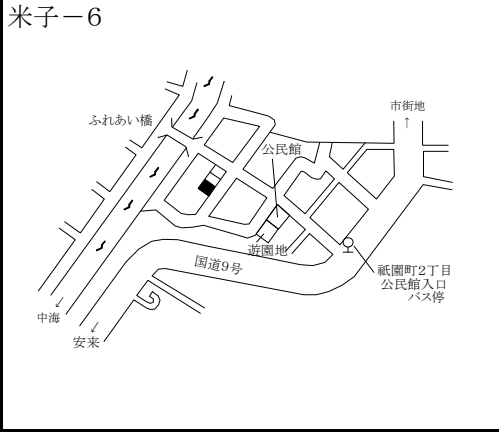 米子－6
市街地
↑
ふれあい橋
公民館
遊園地
国道9号
祇園町2丁目
公民館入口
バス停
↙
中海
↙
安来